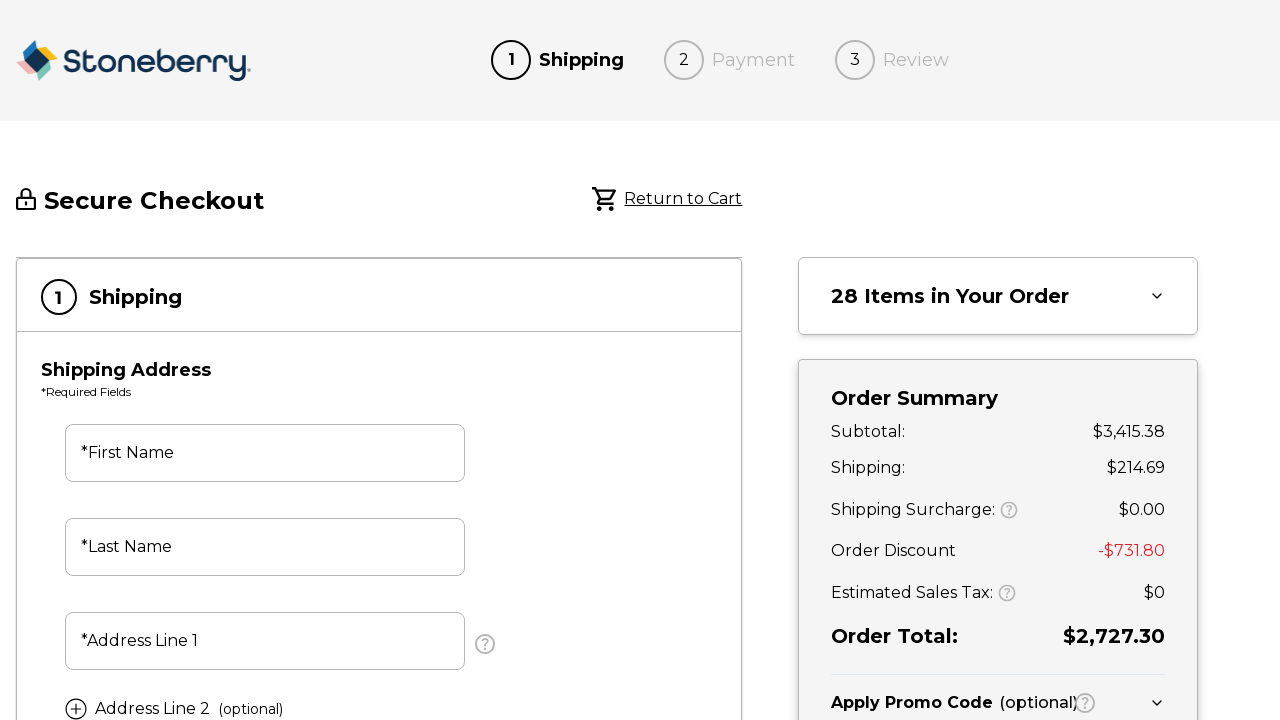 Stoneberry.
1 Shipping 2 Payment 3 Review
Secure Checkout
Return to Cart
1 Shipping
Shipping Address
*Required Fields
*First Name
*Last Name
*Address Line 1
?
Address Line 2 (optional)
28 Items in Your Order
Order Summary
Subtotal: $3,415.38
Shipping: $214.69
Shipping Surcharge: ? $0.00
Order Discount -$731.80
Estimated Sales Tax: ? $0
Order Total: $2,727.30
Apply Promo Code (optional) ?